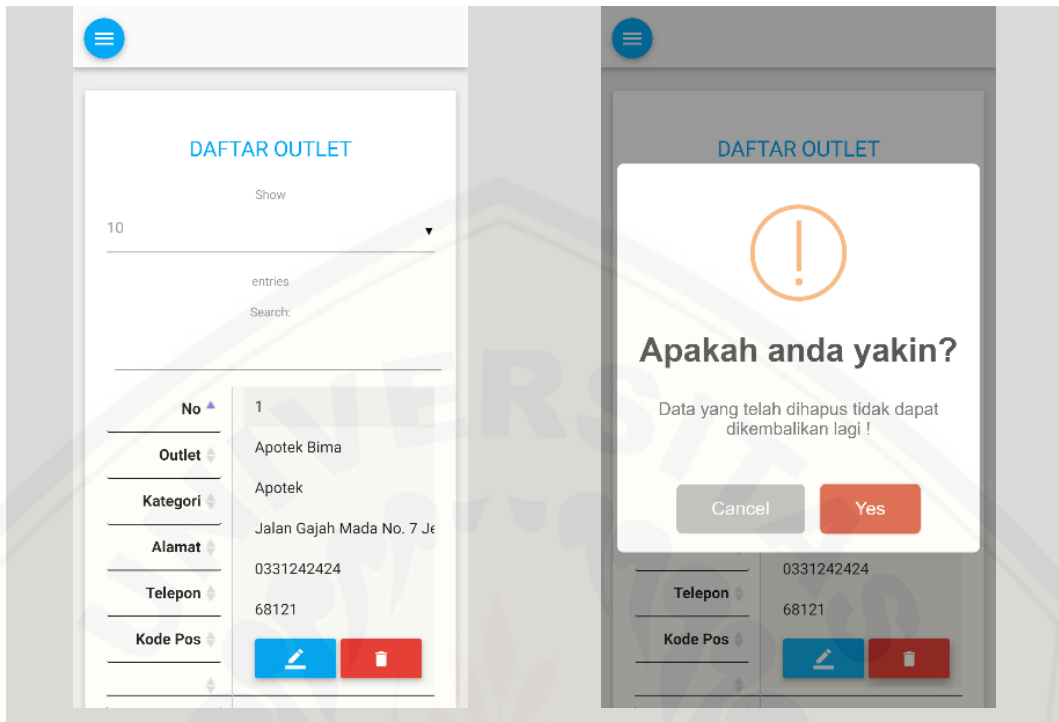 DAFTAR OUTLET
Show
10
entries
Search:
No 1
Outlet Apotek Bima
Kategori Apotek
Alamat Jalan Gajah Mada No. 7 Je
Telepon 0331242424
Kode Pos 68121
DAFTAR OUTLET
Apakah anda yakin?
Data yang telah dihapus tidak dapat
dikembalikan lagi !
Cancel Yes
0331242424
Telepon
68121
Kode Pos
UNIVERSITAS